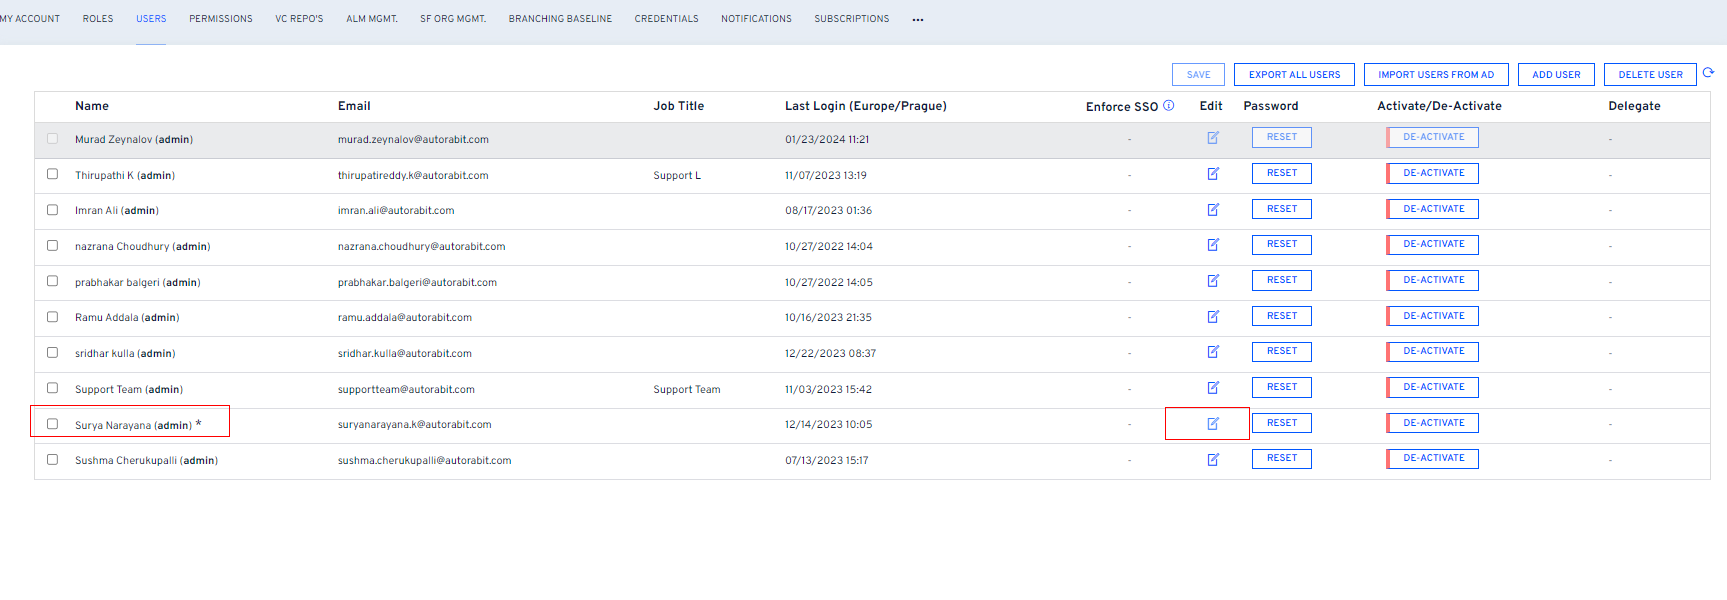 MY ACCOUNT ROLES USERS PERMISSIONS VC REPO'S ALM MGMT. SF ORG MGMT. BRANCHING BASELINE CREDENTIALS NOTIFICATIONS SUBSCRIPTIONS •••
SAVE EXPORT ALL USERS IMPORT USERS FROM AD ADD USER DELETE USER
Name Email Job Title Last Login (Europe/Prague) Enforce SSO Edit Password Activate/De-Activate Delegate
Murad Zeynalov (admin) murad.zeynalov@autorabit.com 01/23/2024 11:21 - RESET DE-ACTIVATE -
Thirupathi K (admin) thirupatireddy.k@autorabit.com Support L 11/07/2023 13:19 - RESET DE-ACTIVATE -
Imran Ali (admin) imran.ali@autorabit.com 08/17/2023 01:36 - RESET DE-ACTIVATE -
nazrana Choudhury (admin) nazrana.choudhury@autorabit.com 10/27/2022 14:04 - RESET DE-ACTIVATE -
prabhakar balgeri (admin) prabhakar.balgeri@autorabit.com 10/27/2022 14:05 - RESET DE-ACTIVATE -
Ramu Addala (admin) ramu.addala@autorabit.com 10/16/2023 21:35 - RESET DE-ACTIVATE -
sridhar kulla (admin) sridhar.kulla@autorabit.com 12/22/2023 08:37 - RESET DE-ACTIVATE -
Support Team (admin) supportteam@autorabit.com Support Team 11/03/2023 15:42 - RESET DE-ACTIVATE -
Surya Narayana (admin) * suryanarayana.k@autorabit.com 12/14/2023 10:05 - RESET DE-ACTIVATE -
Sushma Cherukupalli (admin) sushma.cherukupalli@autorabit.com 07/13/2023 15:17 - RESET DE-ACTIVATE -